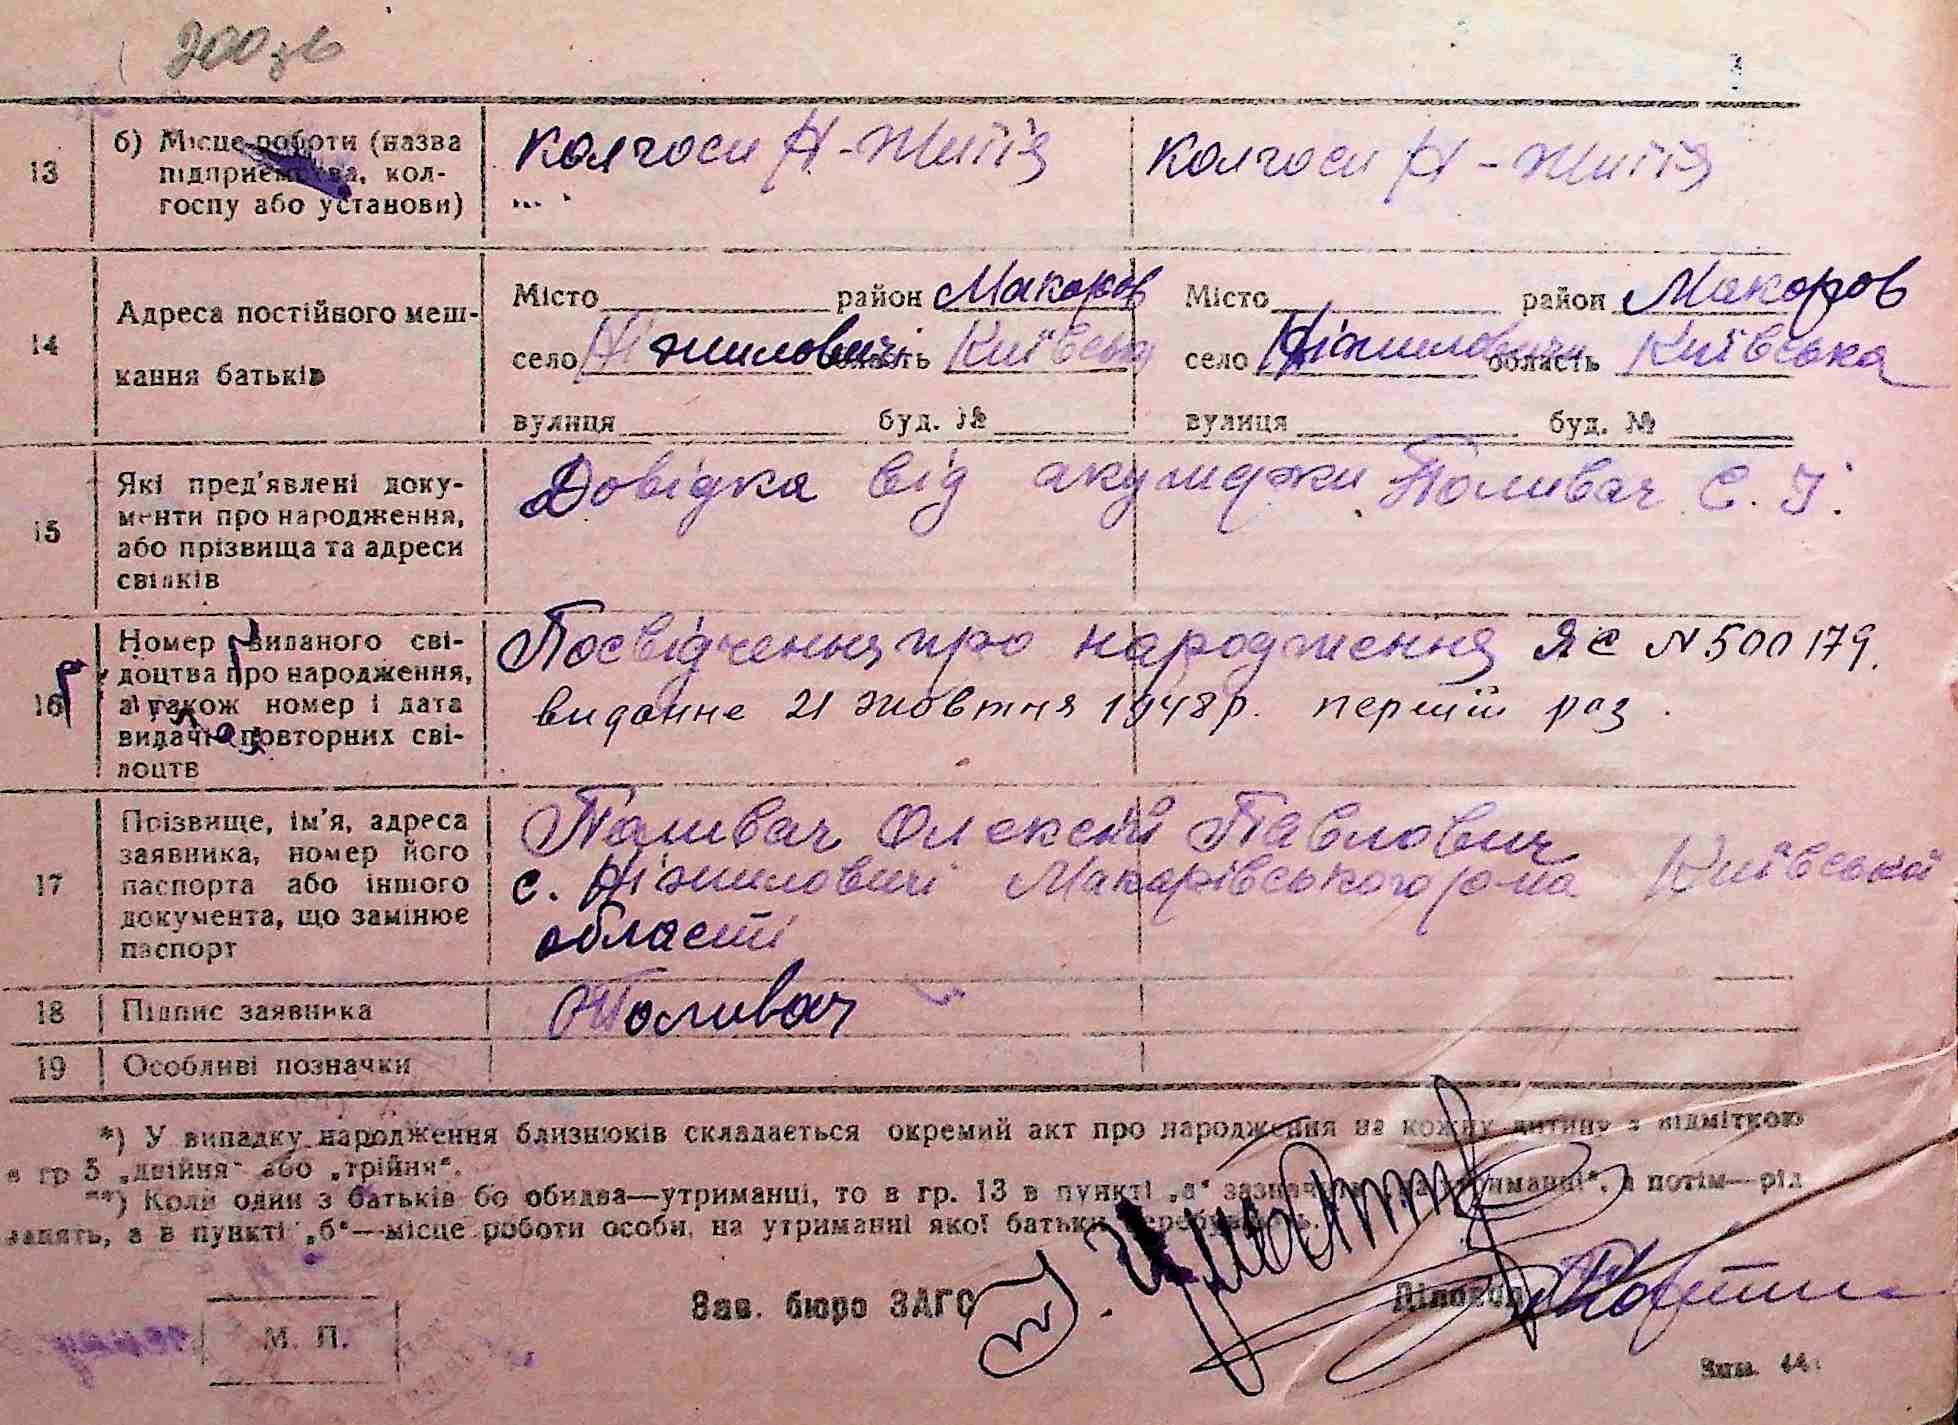 13
б) Місце роботи (назва
підприємства, кол-
госпу або установи)
Колгосп Н-Життя
Колгосп Н-Життя
14
Адреса постійного меш-
кання батьків
Місто район Макаров
село Ніжиловичі область Київська
вулиця буд. №
Місто район Макаров
село Ніжиловичі область Київська
вулиця буд. №
15
Які пред'явлені доку-
менти про народження,
або прізвища та адреси
свідків
Довідка від акушерки Поливач Є. І.
16
Номер виданого сві-
доцтва про народження,
а також номер і дата
видачі повторних сві-
доцтв
Посвідчення про народження ЯС N 500179.
виданне 21 жовтня 1948р. перший раз.
17
Прізвище, ім'я, адреса
заявника, номер його
паспорта або іншого
документа, що замінює
паспорт
Поливач Олексій Павлович
с. Ніжиловичі Макарівського р-на Київської
області
18
Підпис заявника
Поливач
19
Особливі позначки
*) У випадку народження близнюків складається окремий акт про народження на кожну дитину з відміткою
в гр 5 „двійня" або „трійня".
**) Коли один з батьків бо обидва—утриманці, то в гр. 13 в пункті „а" зазнач утриманці", а потім—рід
занять, а в пункті „б"—місце роботи особи, на утриманні якої батьки перебувають.
Зав. бюро ЗАГС
Діловод
М. П.